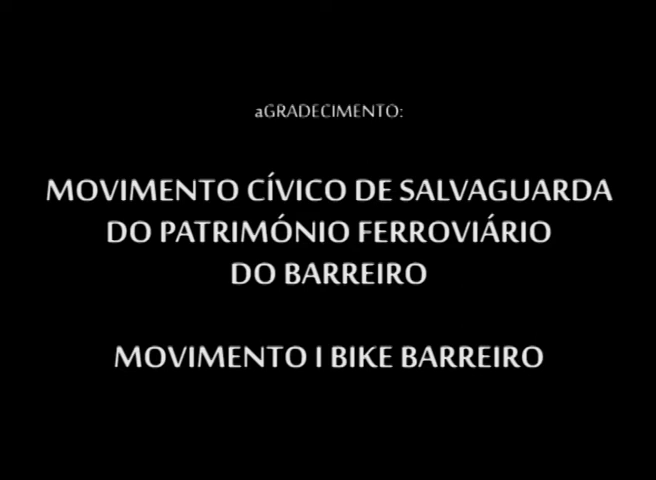 aGRADECIMENTO:
MOVIMENTO CÍVICO DE SALVAGUARDA
DO PATRIMÓNIO FERROVIÁRIO
DO BARREIRO
MOVIMENTO I BIKE BARREIRO